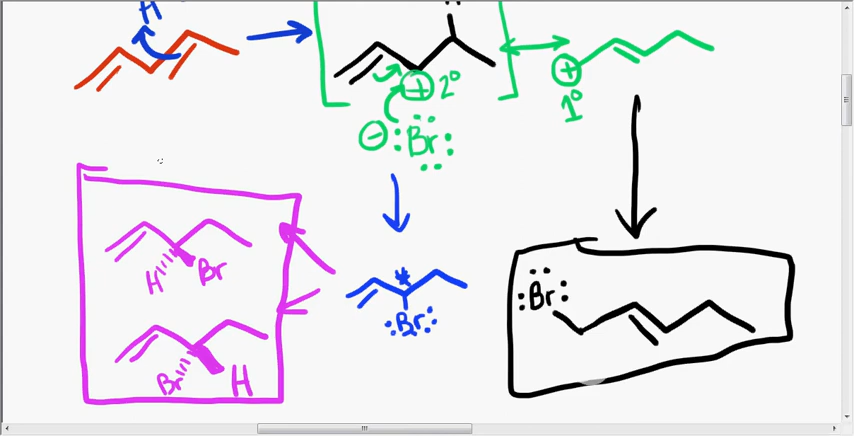 H
H
⊕ 2°
⊕
1°
⊖ :Br:
:Br:
H Br
:Br:
Br H